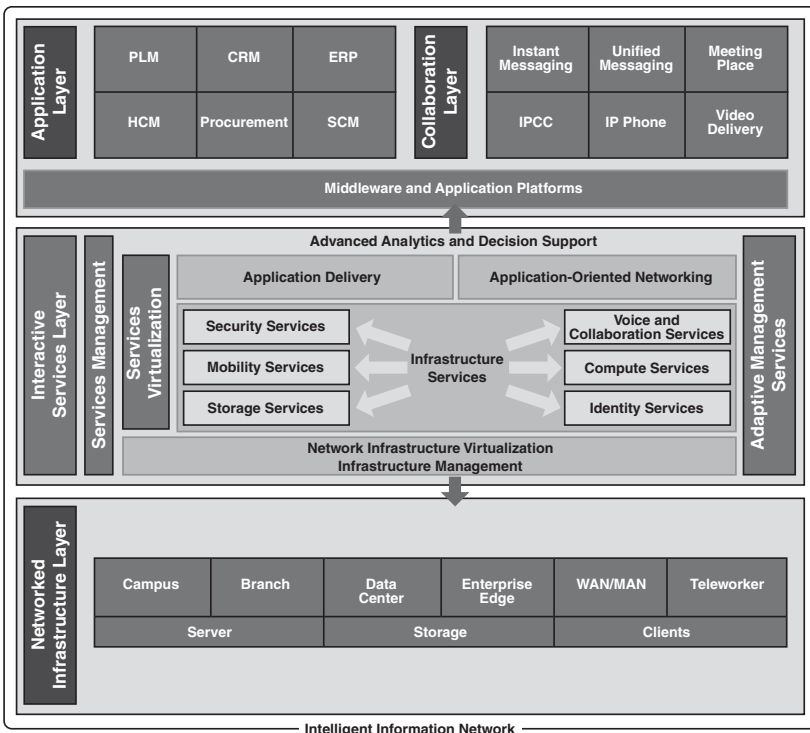 Application
Layer
PLM
CRM
ERP
HCM
Procurement
SCM
Collaboration
Layer
Instant
Messaging
Unified
Messaging
Meeting
Place
IPCC
IP Phone
Video
Delivery
Middleware and Application Platforms
Interactive
Services Layer
Services Management
Services
Virtualization
Advanced Analytics and Decision Support
Application Delivery
Application-Oriented Networking
Security Services
Mobility Services
Storage Services
Infrastructure
Services
Voice and
Collaboration Services
Compute Services
Identity Services
Network Infrastructure Virtualization
Infrastructure Management
Adaptive Management
Services
Networked
Infrastructure Layer
Campus
Branch
Data
Center
Enterprise
Edge
WAN/MAN
Teleworker
Server
Storage
Clients
Intelligent Information Network